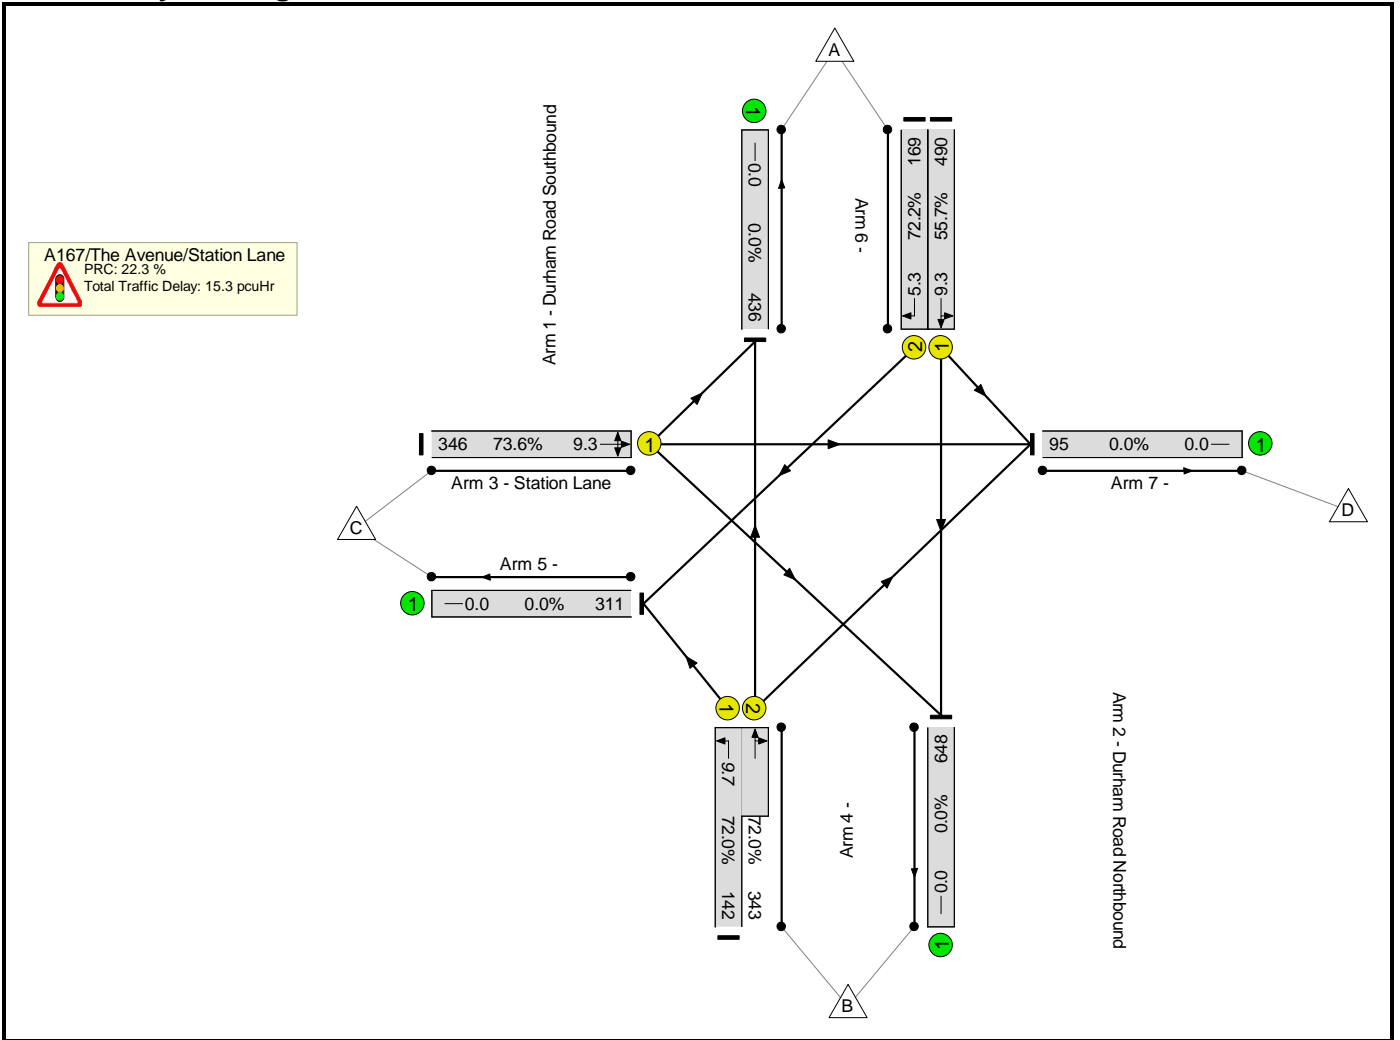 A
1
Arm 1 - Durham Road Southbound
0.0
0.0%
436
Arm 6 -
169
72.2%
5.3
490
55.7%
9.3
A167/The Avenue/Station Lane
PRC: 22.3 %
Total Traffic Delay: 15.3 pcuHr
2
1
346 73.6% 9.3
1
95 0.0% 0.0
1
Arm 3 - Station Lane
Arm 7 -
C
D
Arm 5 -
1
0.0 0.0% 311
1
2
9.7
72.0%
142
72.0%
343
Arm 4 -
648
0.0%
0.0
Arm 2 - Durham Road Northbound
1
B